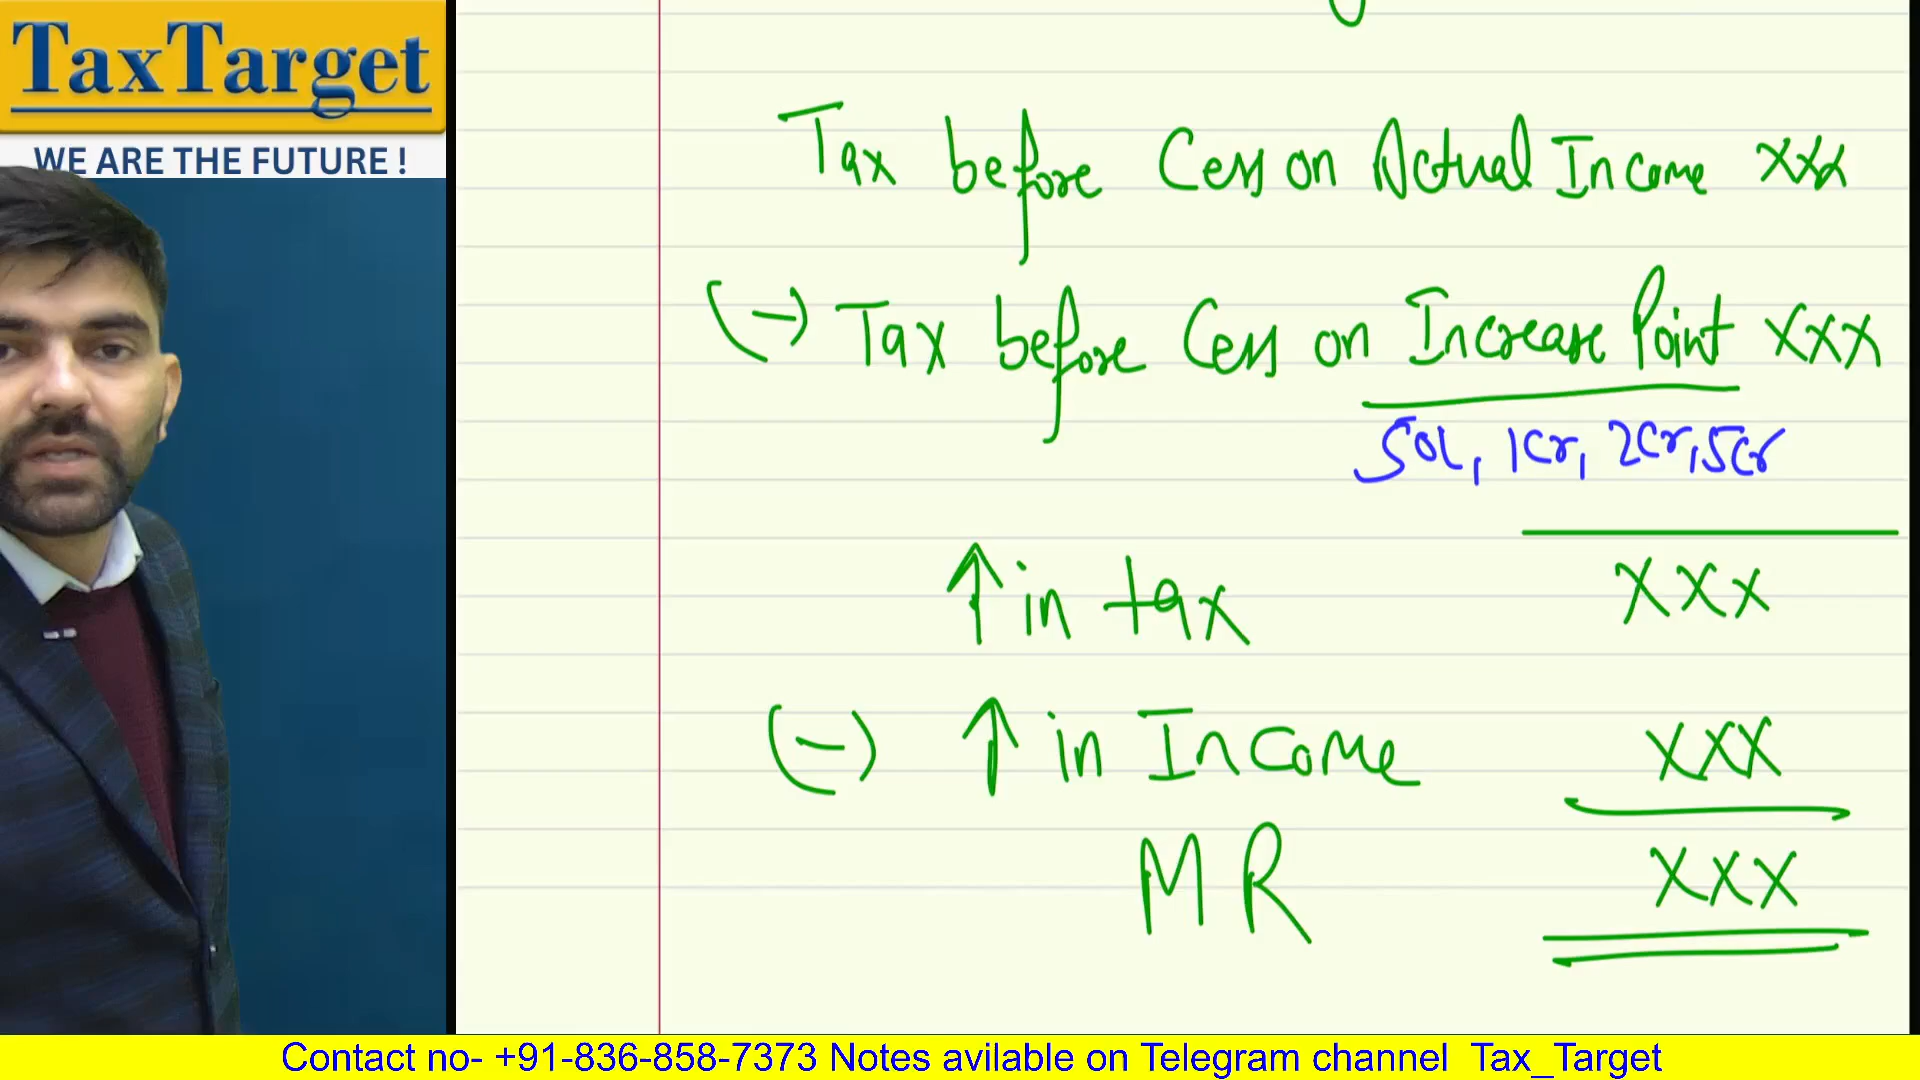 TaxTarget
WE ARE THE FUTURE !
Tax before Cess on Actual Income XXX
(-) Tax before Cess on Increase Point XXX
50L, 1Cr, 2Cr, 5Cr
↑ in tax XXX
(-) ↑ in Income XXX
MR XXX
Contact no- +91-836-858-7373 Notes avilable on Telegram channel Tax_Target